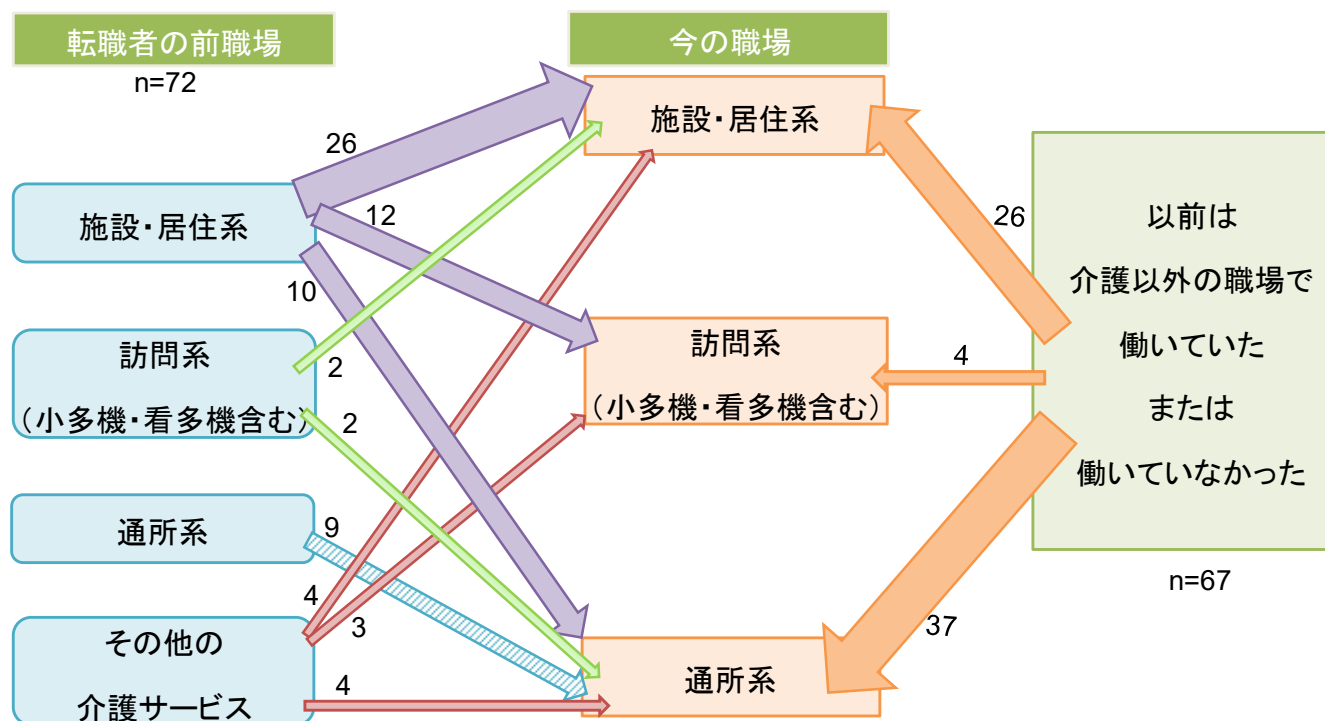 転職者の前職場
n=72
今の職場
施設・居住系
訪問系
（小多機・看多機含む）
通所系
その他の
介護サービス
26
12
10
2
2
9
4
3
4
施設・居住系
訪問系
（小多機・看多機含む）
通所系
26
4
37
以前は
介護以外の職場で
働いていた
または
働いていなかった
n=67